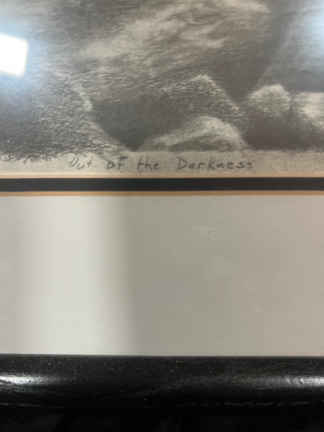 Out of the Darkness